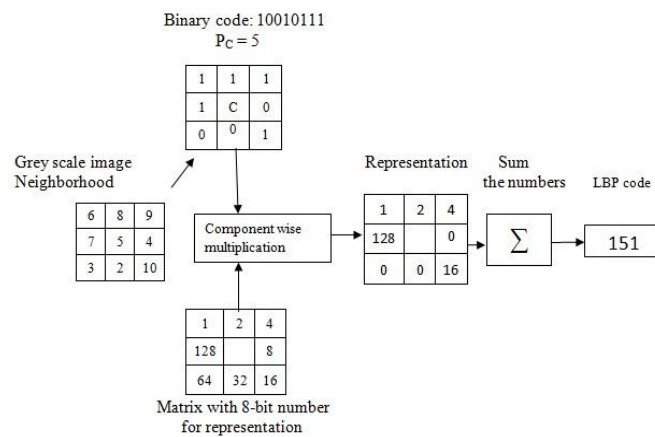 Binary code: 10010111
P_C = 5
1 1 1
1 C 0
0 0 1
Grey scale image
Neighborhood
6 8 9
7 5 4
3 2 10
Component wise
multiplication
1 2 4
128 8
64 32 16
Matrix with 8-bit number
for representation
Representation
1 2 4
128 0
0 0 16
Sum
the numbers
∑
LBP code
151